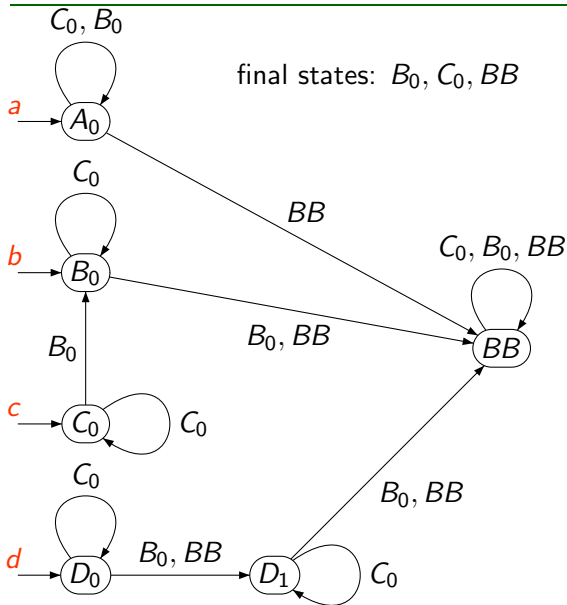 C₀, B₀
final states: B₀, C₀, BB
a
A₀
C₀
BB
C₀, B₀, BB
b
B₀
B₀, BB
BB
B₀
c
C₀
C₀
C₀
B₀, BB
B₀, BB
d
D₀
D₁
C₀